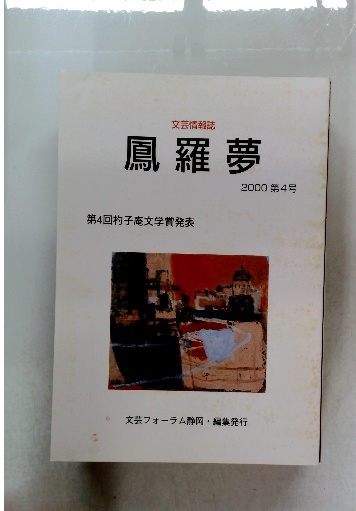 文芸情報誌
鳳羅夢
2000 第4号
第4回杓子庵文学賞発表
文芸フォーラム静岡・編集発行